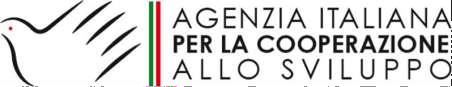 AGENZIA ITALIANA
PER LA COOPERAZIONE
ALLO SVILUPPO